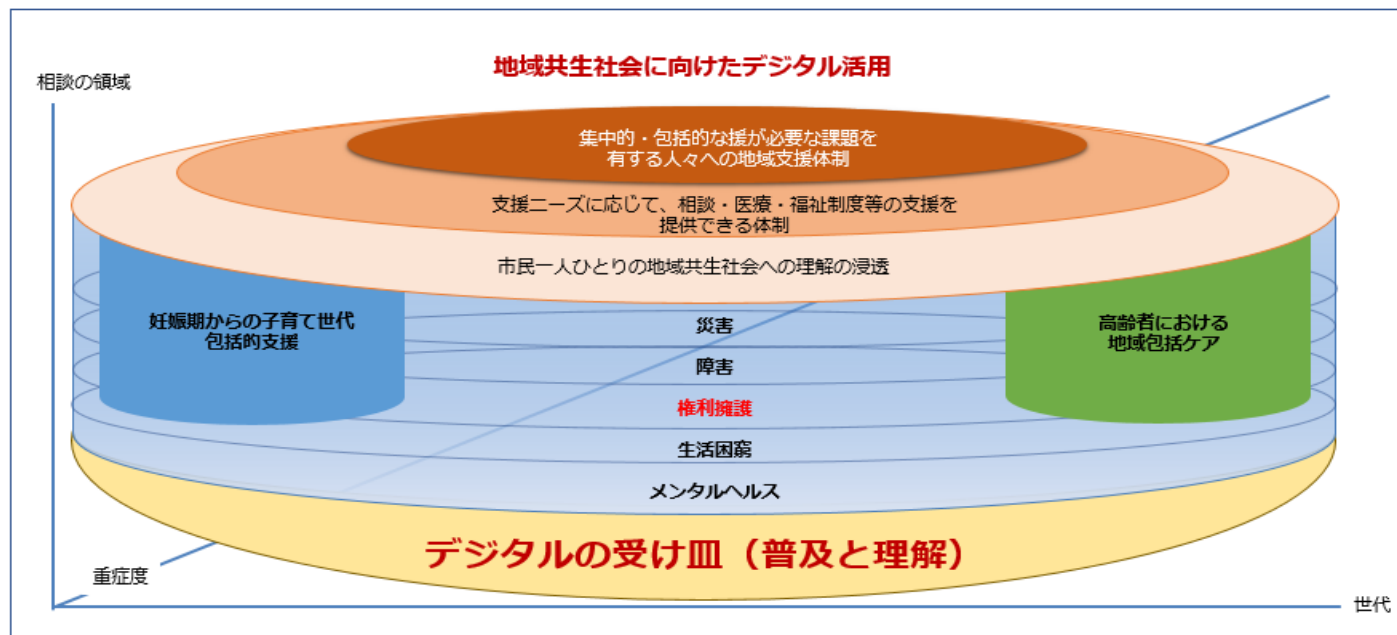 地域共生社会に向けたデジタル活用
相談の領域
集中的・包括的な援が必要な課題を
有する人々への地域支援体制
支援ニーズに応じて、相談・医療・福祉制度等の支援を
提供できる体制
市民一人ひとりの地域共生社会への理解の浸透
妊娠期からの子育て世代
包括的支援
災害
障害
権利擁護
生活困窮
メンタルヘルス
高齢者における
地域包括ケア
デジタルの受け皿（普及と理解）
重症度
世代